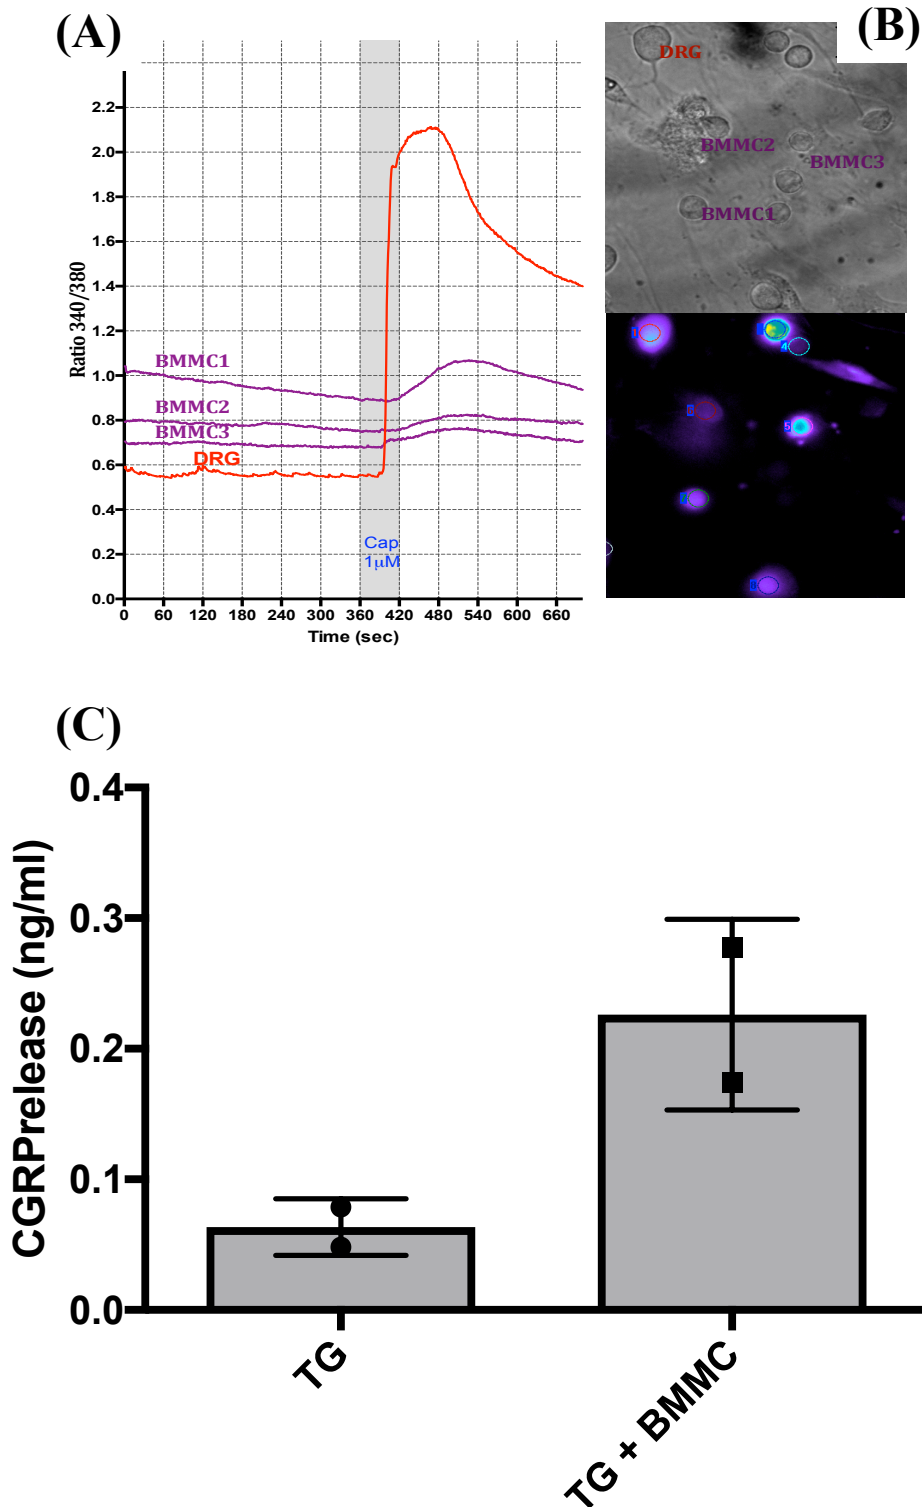 (A)
Ratio 340/380
2.2
2.0
1.8
1.6
1.4
1.2
1.0
0.8
0.6
0.4
0.2
0.0
BMMC1
BMMC2
BMMC3
DRG
Cap
1μM
0 60 120 180 240 300 360 420 480 540 600 660
Time (sec)
(B)
DRG
BMMC2
BMMC3
BMMC1
1
4
5
(C)
CGRPrelease (ng/ml)
0.4
0.3
0.2
0.1
0.0
TG
TG + BMMC